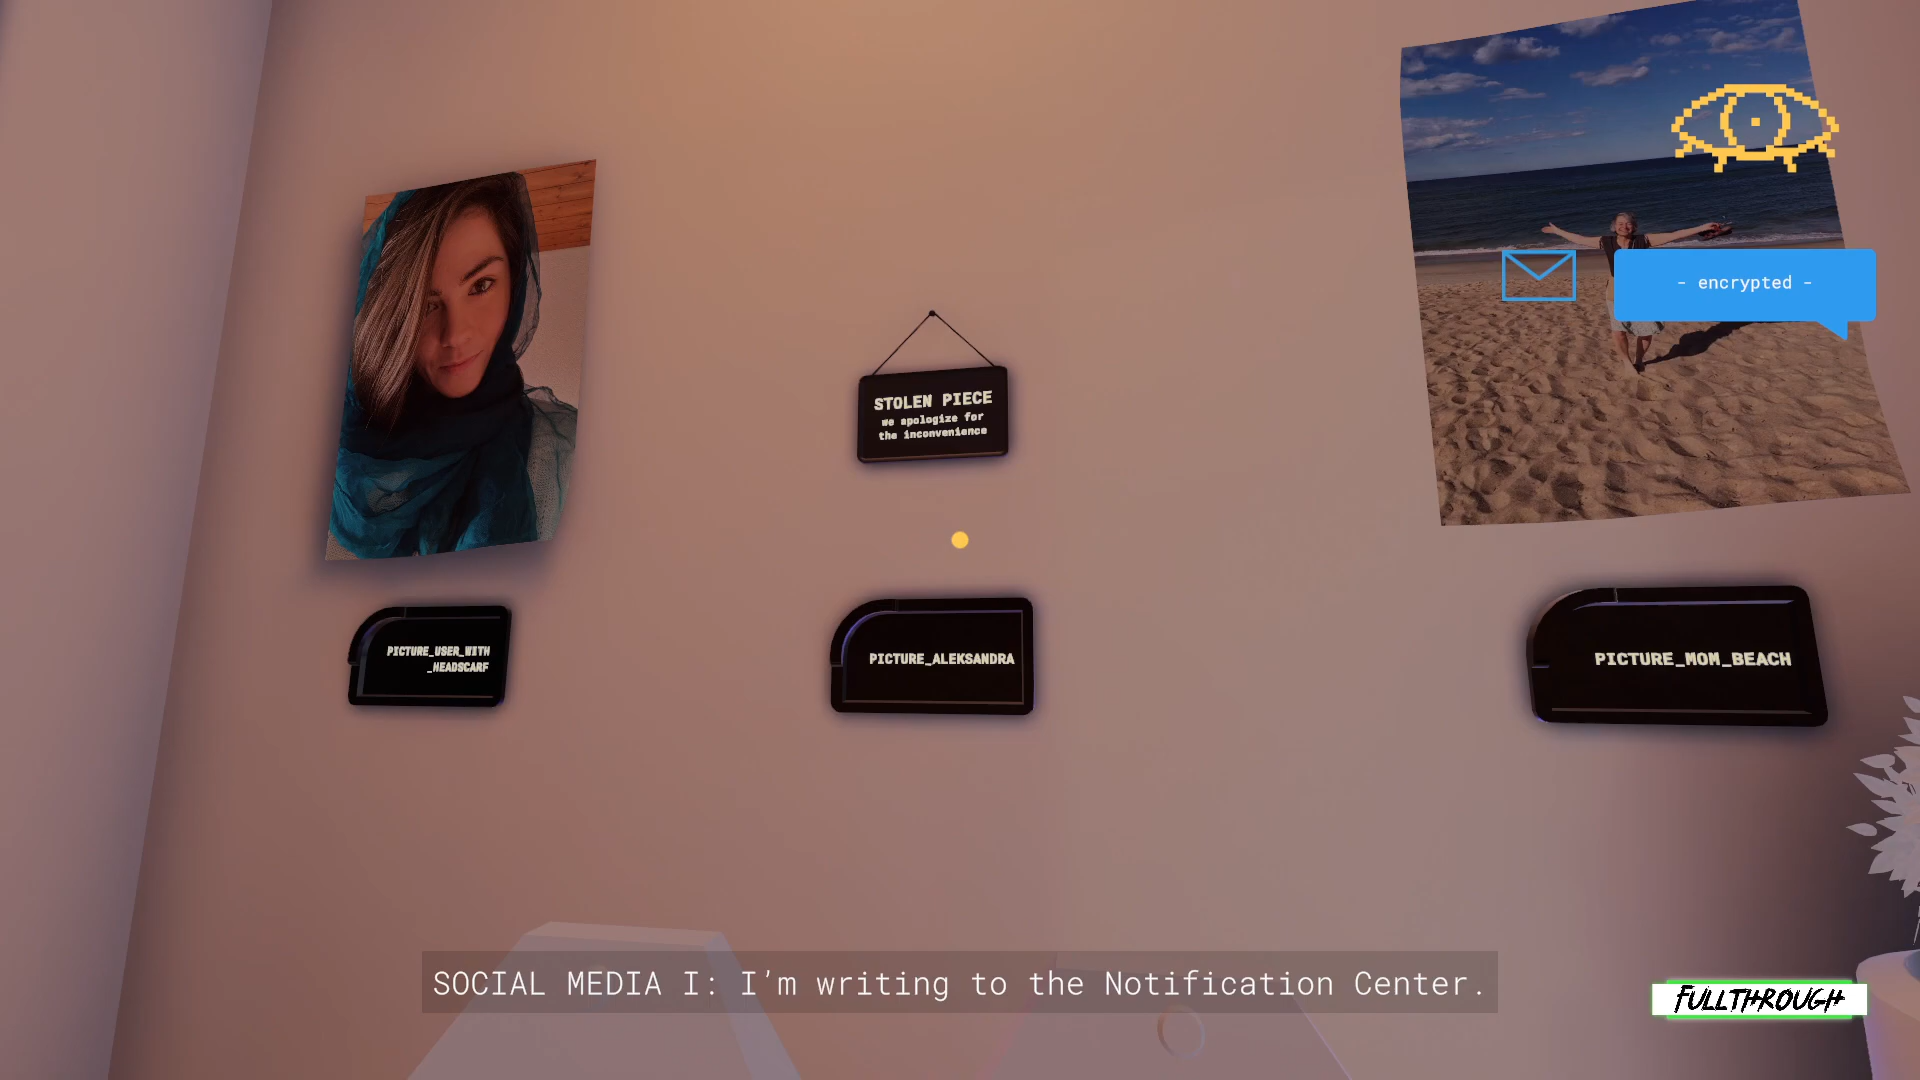 STOLEN PIECE
we apologize for
the inconvenience
- encrypted -
PICTURE_USER_WITH
_HEADSCARF
PICTURE_ALEKSANDRA
PICTURE_MOM_BEACH
SOCIAL MEDIA I: I'm writing to the Notification Center.
FULLTHROUGH